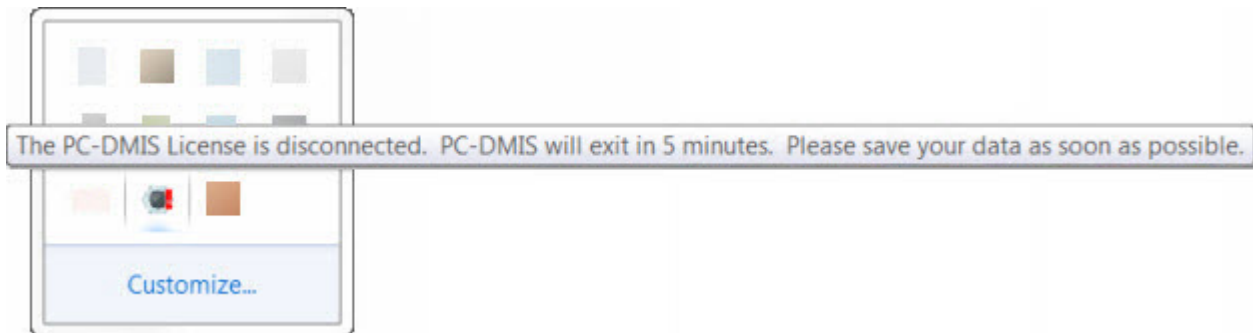 The PC-DMIS License is disconnected. PC-DMIS will exit in 5 minutes. Please save your data as soon as possible.
Customize...